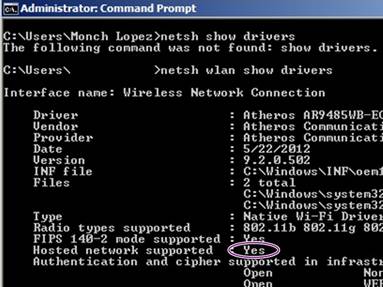 Administrator: Command Prompt
C:\Users\Monch Lopez>netsh show drivers
The following command was not found: show drivers.
C:\Users\ >netsh wlan show drivers
Interface name: Wireless Network Connection
Driver : Atheros AR9485WB-EG
Vendor : Atheros Communicati
Provider : Atheros Communicati
Date : 5/22/2012
Version : 9.2.0.502
INF file : C:\Windows\INF\oem1
Files : 2 total
C:\Windows\system32
C:\Windows\system32
Type : Native Wi-Fi Driver
Radio types supported : 802.11b 802.11g 802
FIPS 140-2 mode supported : Yes
Hosted network supported : Yes
Authentication and cipher supported in infrastr
Open Non
Open WEP